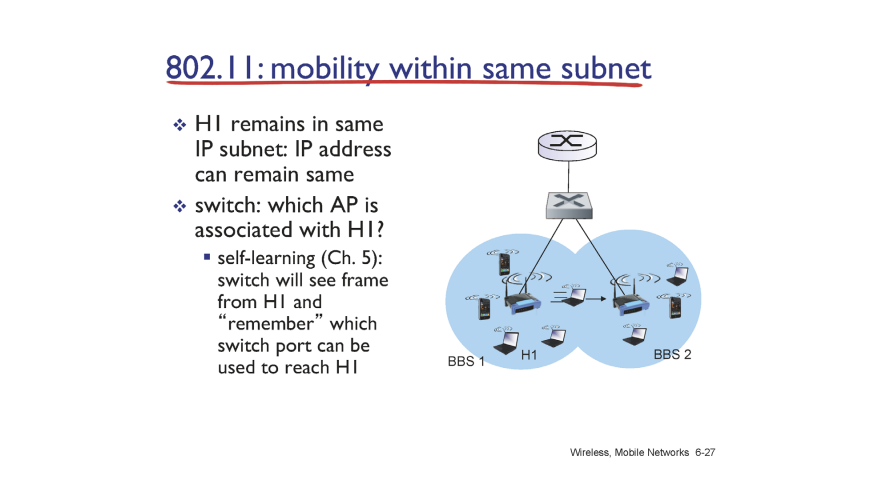 802.11: mobility within same subnet
❖ H1 remains in same
IP subnet: IP address
can remain same
❖ switch: which AP is
associated with H1?
▪ self-learning (Ch. 5):
switch will see frame
from H1 and
“remember” which
switch port can be
used to reach H1
BBS 1
H1
BBS 2
Wireless, Mobile Networks 6-27